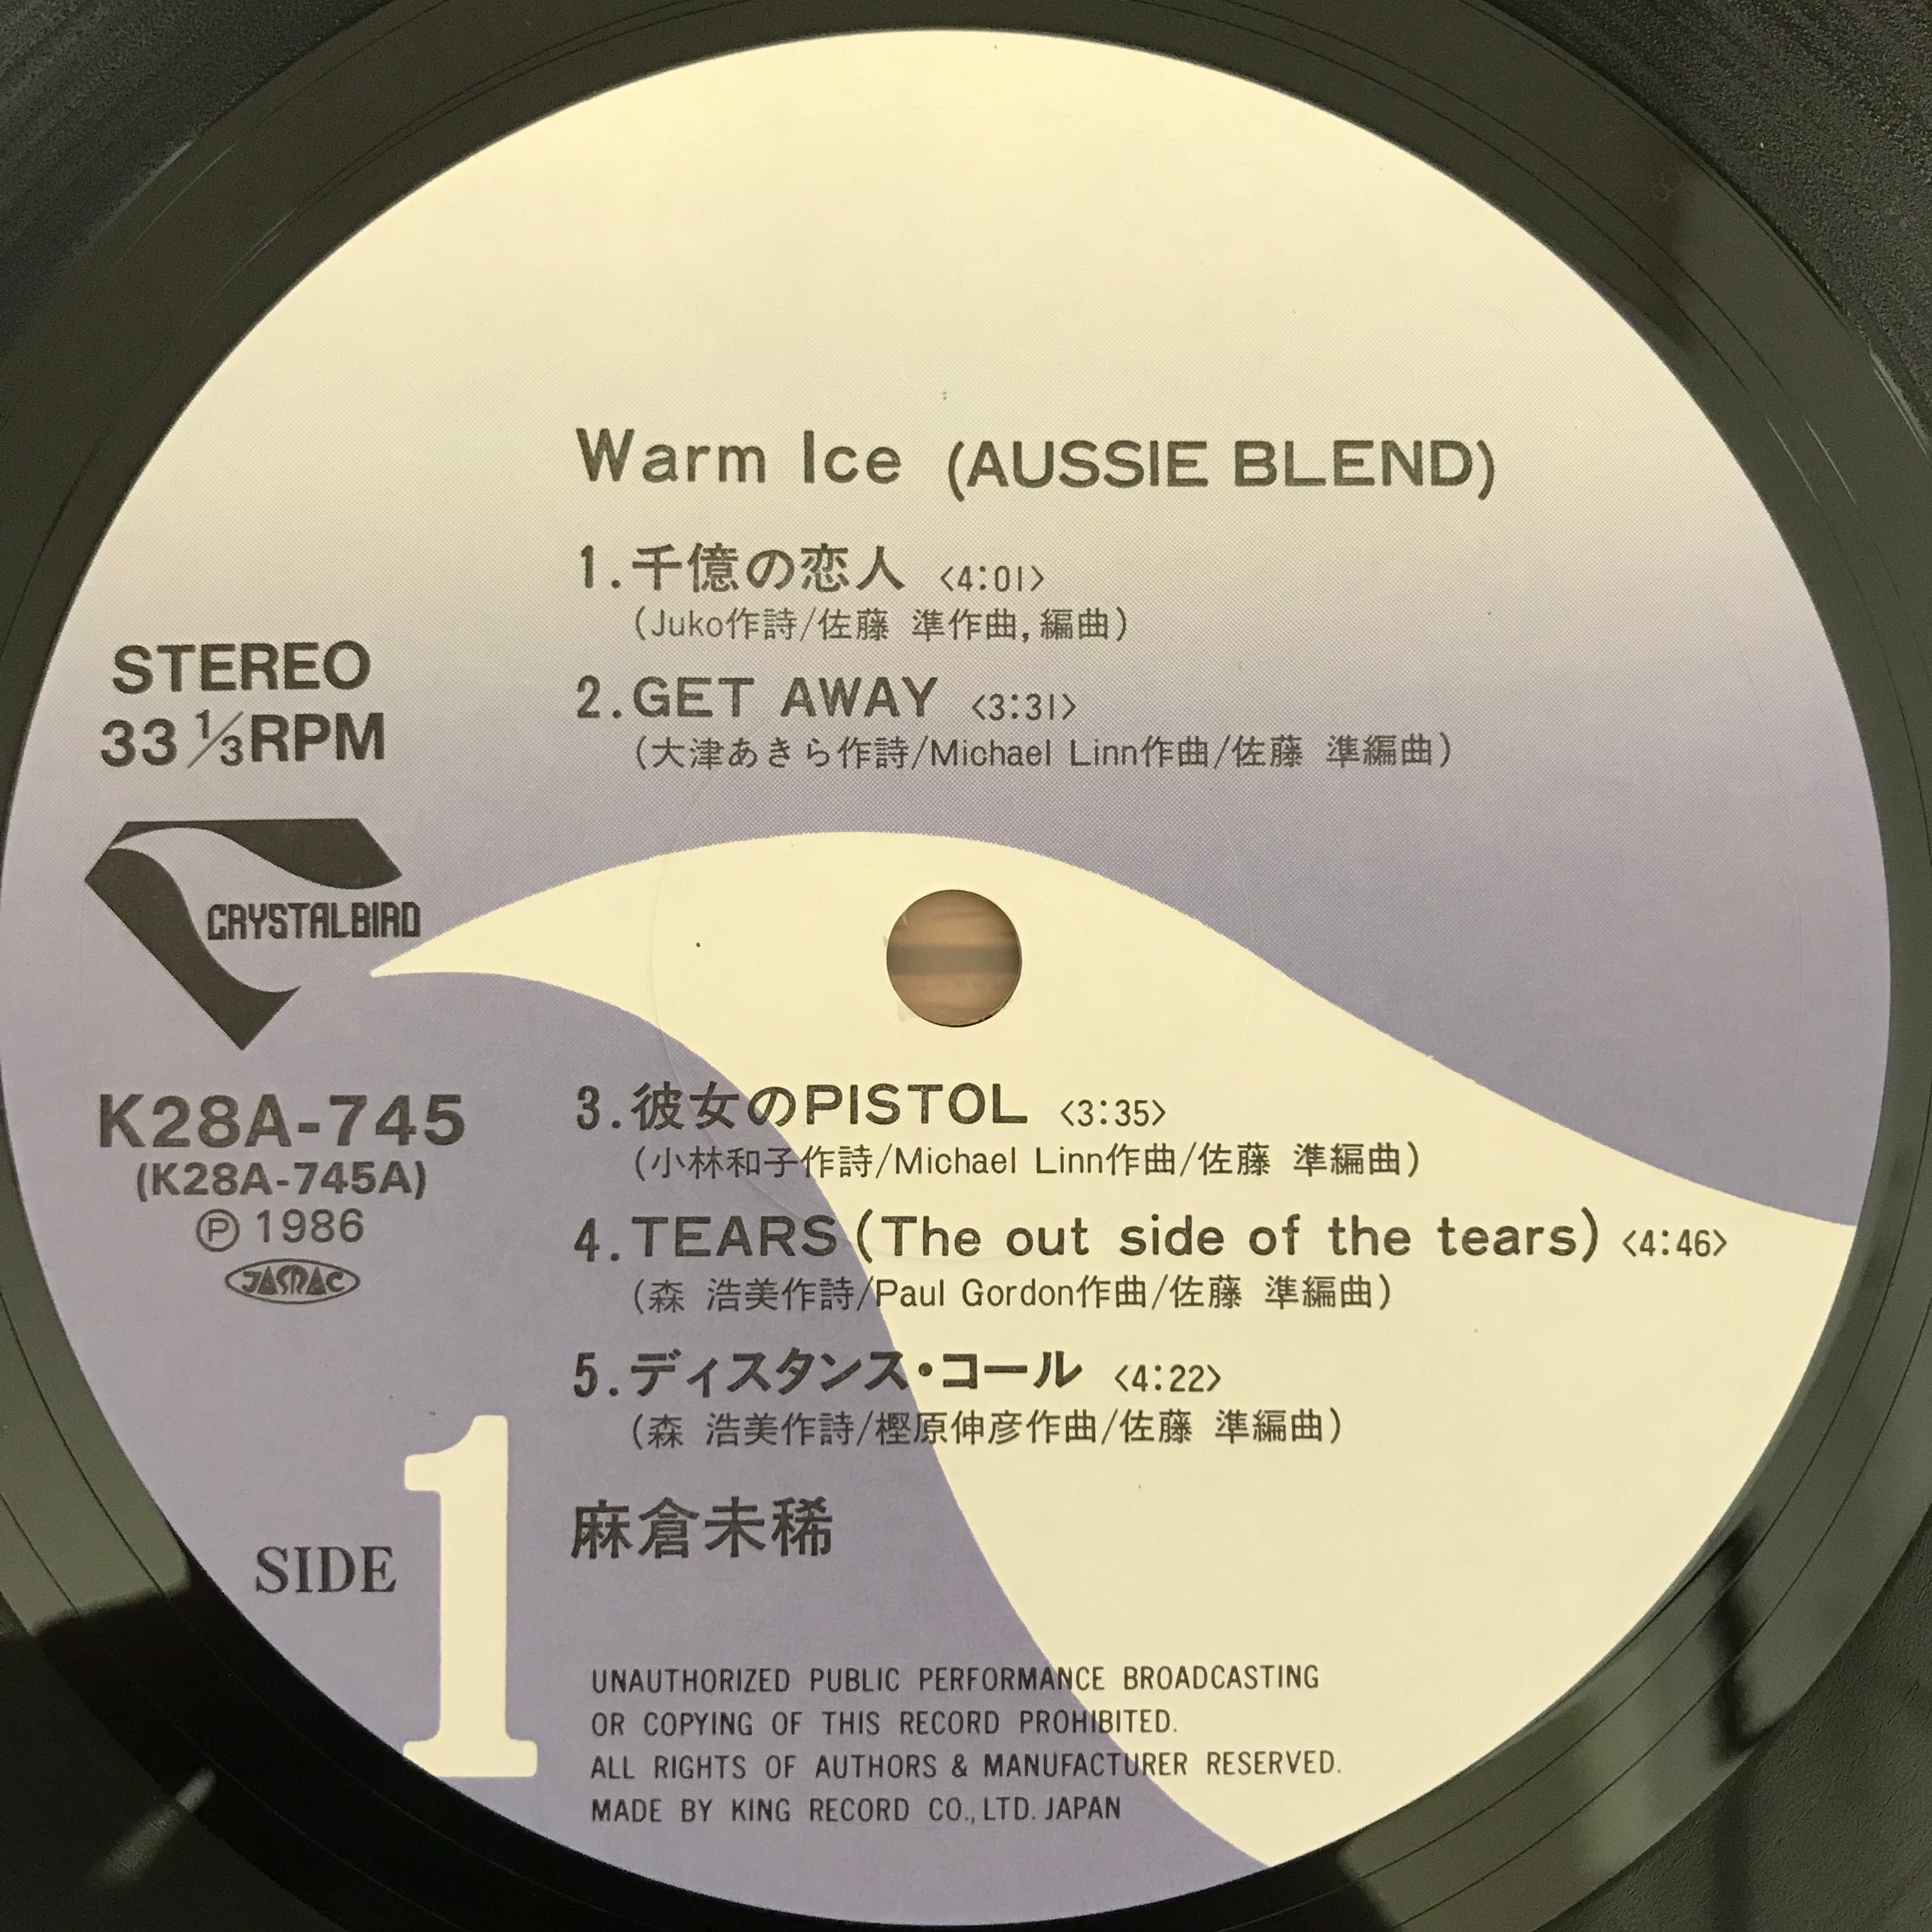 Warm Ice (AUSSIE BLEND)
1.千億の恋人 <4:01>
(Juko作詩/佐藤 準作曲,編曲)
2.GET AWAY <3:31>
(大津あきら作詩/Michael Linn作曲/佐藤 準編曲)
STEREO
33 1/3RPM
CRYSTALBIRD
K28A-745
(K28A-745A)
Ⓟ 1986
JASRAC
3.彼女のPISTOL <3:35>
(小林和子作詩/Michael Linn作曲/佐藤 準編曲)
4.TEARS(The out side of the tears) <4:46>
(森 浩美作詩/Paul Gordon作曲/佐藤 準編曲)
5.ディスタンス・コール <4:22>
(森 浩美作詩/樫原伸彦作曲/佐藤 準編曲)
麻倉未稀
SIDE 1
UNAUTHORIZED PUBLIC PERFORMANCE BROADCASTING
OR COPYING OF THIS RECORD PROHIBITED.
ALL RIGHTS OF AUTHORS & MANUFACTURER RESERVED.
MADE BY KING RECORD CO., LTD. JAPAN